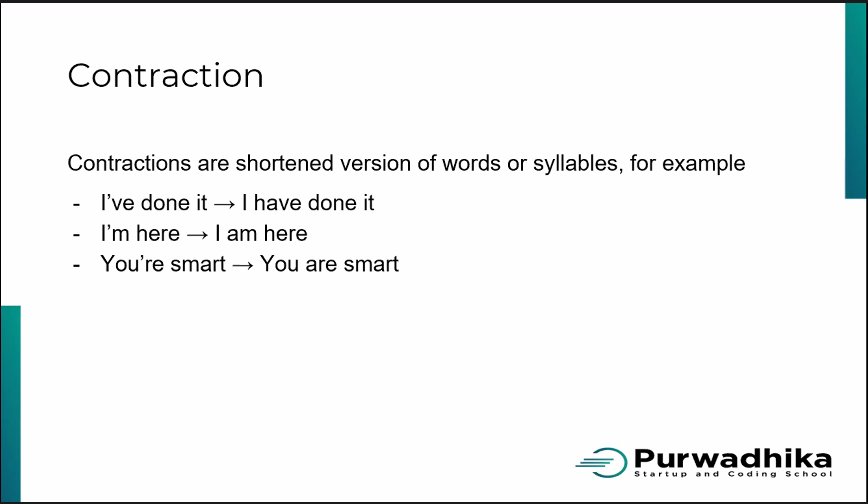 Contraction
Contractions are shortened version of words or syllables, for example
- I’ve done it → I have done it
- I’m here → I am here
- You’re smart → You are smart
Purwadhika
Startup and Coding School